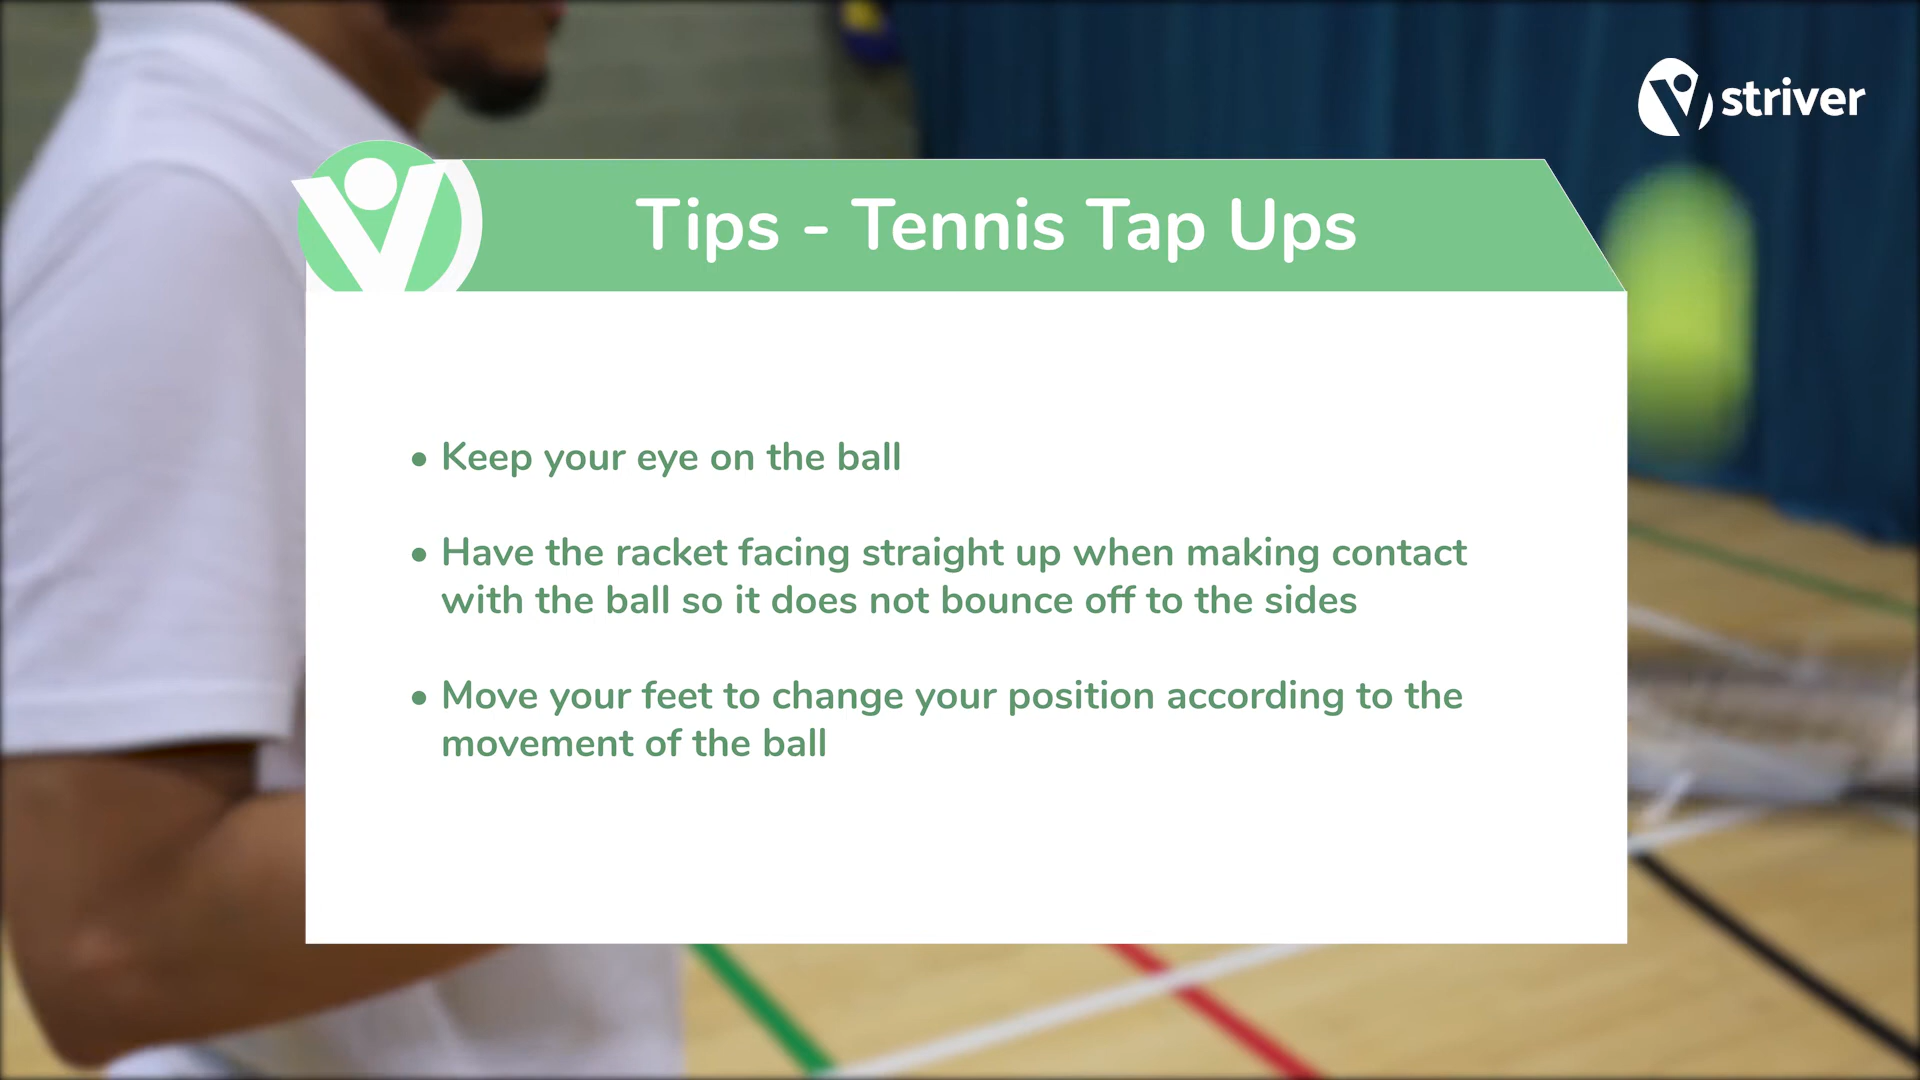 striver
Tips - Tennis Tap Ups
• Keep your eye on the ball
• Have the racket facing straight up when making contact
with the ball so it does not bounce off to the sides
• Move your feet to change your position according to the
movement of the ball